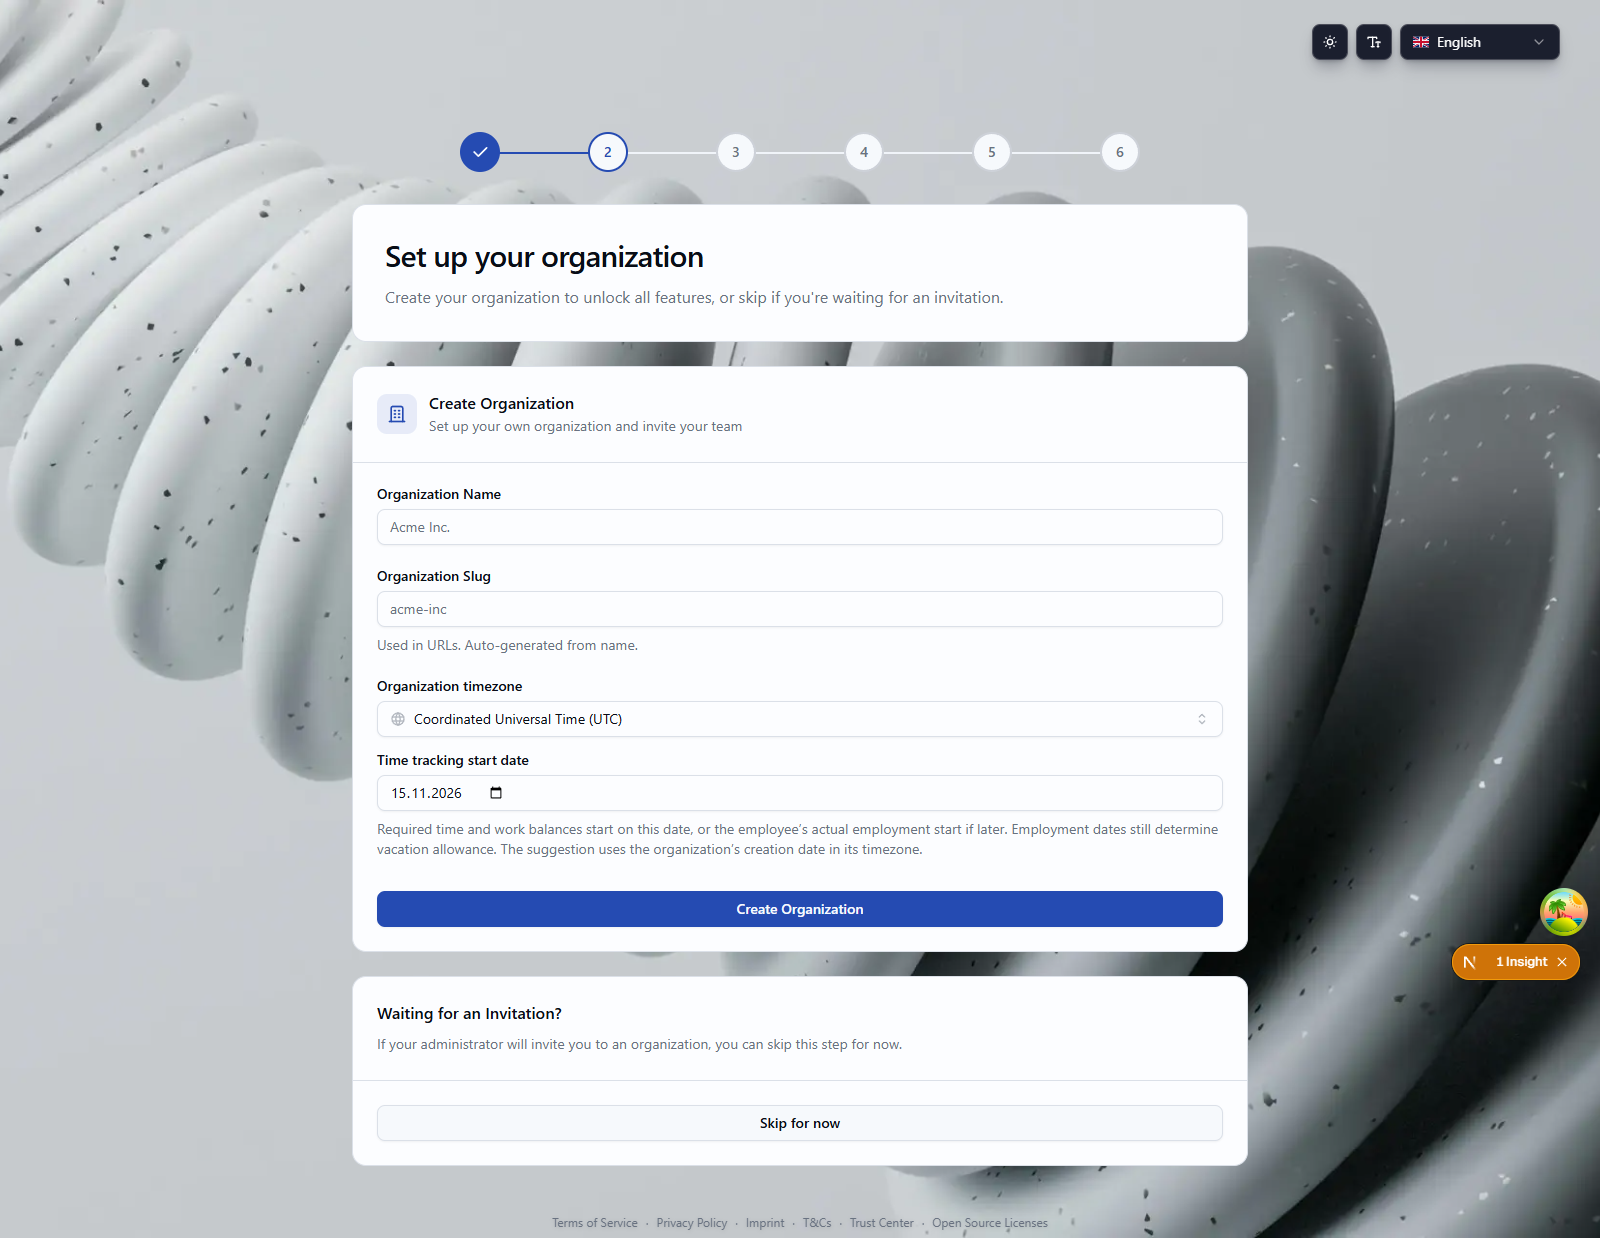 English
2
3
4
5
6
Set up your organization
Create your organization to unlock all features, or skip if you're waiting for an invitation.
Create Organization
Set up your own organization and invite your team
Organization Name
Acme Inc.
Organization Slug
acme-inc
Used in URLs. Auto-generated from name.
Organization timezone
Coordinated Universal Time (UTC)
Time tracking start date
15.11.2026
Required time and work balances start on this date, or the employee’s actual employment start if later. Employment dates still determine
vacation allowance. The suggestion uses the organization’s creation date in its timezone.
Create Organization
1 Insight
Waiting for an Invitation?
If your administrator will invite you to an organization, you can skip this step for now.
Skip for now
Terms of Service · Privacy Policy · Imprint · T&Cs · Trust Center · Open Source Licenses